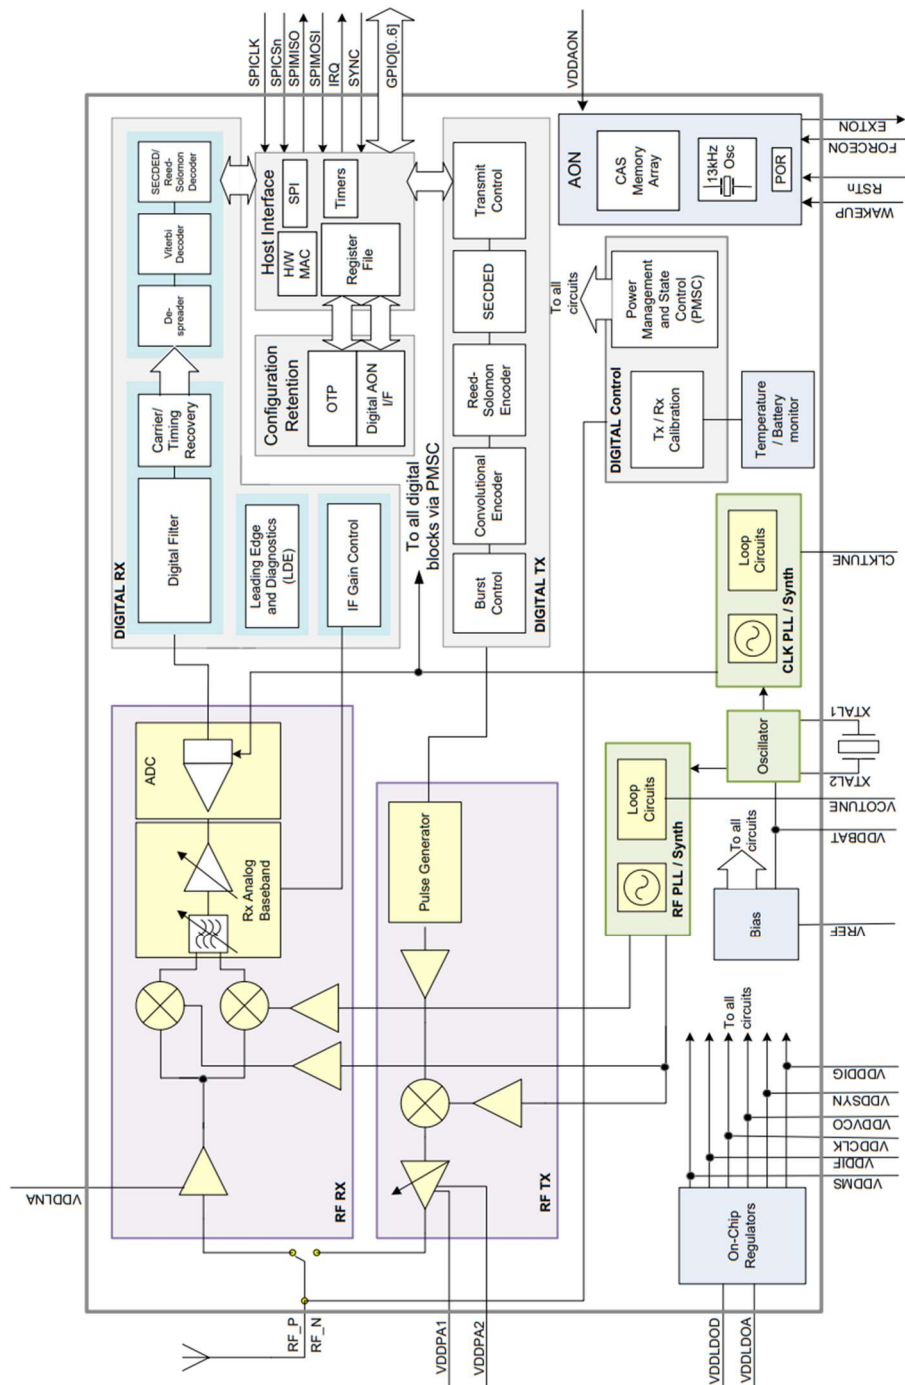 SPICLK
SPICSn
SPIMISO
SPIMOSI
IRQ
SYNC
GPIO[0..6]
VDDAON
DIGITAL RX
Digital Filter
Carrier/
Timing
Recovery
De-
spreader
Viterbi
Decoder
SECDED/
Reed-
Solomon
Decoder
Leading Edge
and Diagnostics
(LDE)
IF Gain Control
Configuration
Retention
OTP
Digital AON
I/F
Host Interface
H/W
MAC
SPI
Register
File
Timers
To all digital
blocks via PMSC
DIGITAL TX
Burst
Control
Convolutional
Encoder
Reed-
Solomon Encoder
SECDED
Transmit
Control
AON
CAS
Memory
Array
13kHz
Osc
POR
EXTON
FORCEON
RSTn
WAKEUP
To all
circuits
DIGITAL Control
Tx / Rx
Calibration
Power
Management
and State
Control
(PMSC)
Temperature
/ Battery
monitor
CLK PLL / Synth
Loop
Circuits
CLKTUNE
Oscillator
XTAL1
XTAL2
RF PLL / Synth
Loop
Circuits
VCOTUNE
VDDBAT
Bias
To all
circuits
VREF
ADC
Rx Analog
Baseband
RF RX
VDDLNA
Pulse Generator
RF TX
RF_P
RF_N
VDDPA1
VDDPA2
On-Chip
Regulators
To all
circuits
VDDDIG
VDDSYN
VDDVCO
VDDCLK
VDDIF
VDDMS
VDDLDOD
VDDLDOA